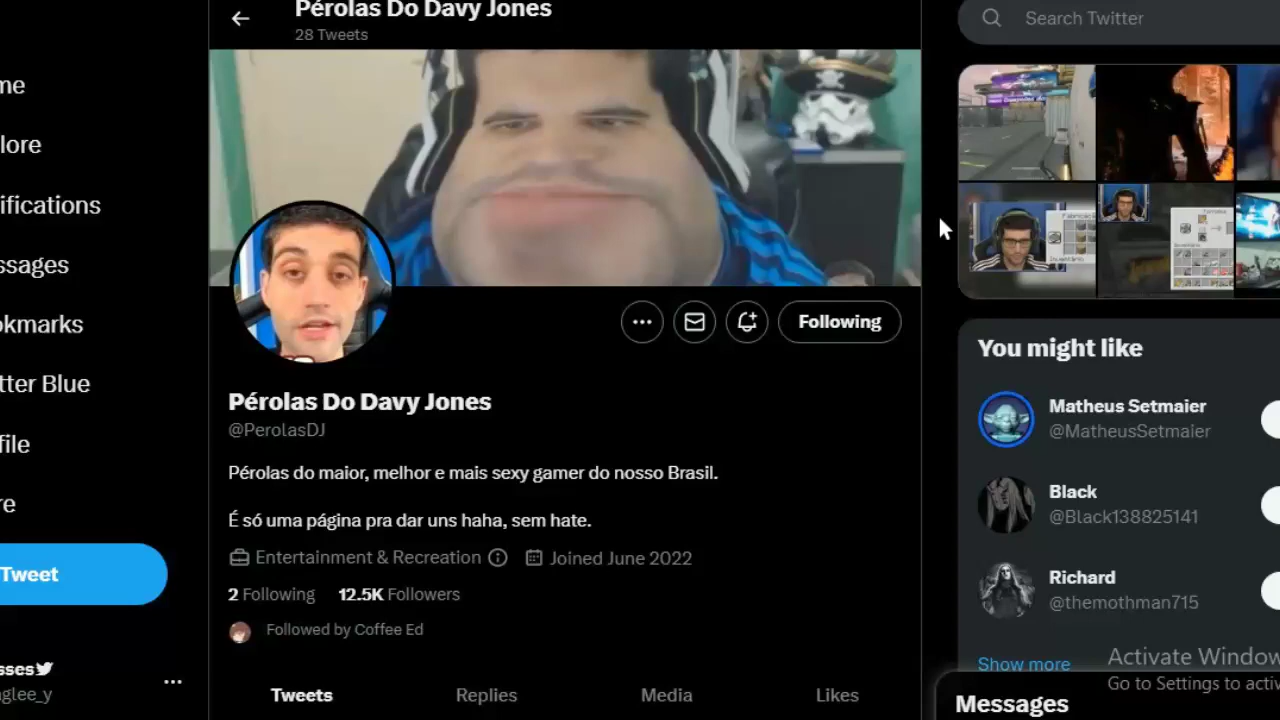 Pérolas Do Davy Jones
28 Tweets
Search Twitter
me
lore
ifications
ssages
okmarks
tter Blue
file
re
Tweet
sses
glee_y
Following
Pérolas Do Davy Jones
@PerolasDJ
Pérolas do maior, melhor e mais sexy gamer do nosso Brasil.
É só uma página pra dar uns haha, sem hate.
Entertainment & Recreation
Joined June 2022
2 Following 12.5K Followers
Followed by Coffee Ed
Tweets Replies Media Likes
You might like
Matheus Setmaier
@MatheusSetmaier
Black
@Black138825141
Richard
@themothman715
Show more
Activate Window
Go to Settings to activ
Messages